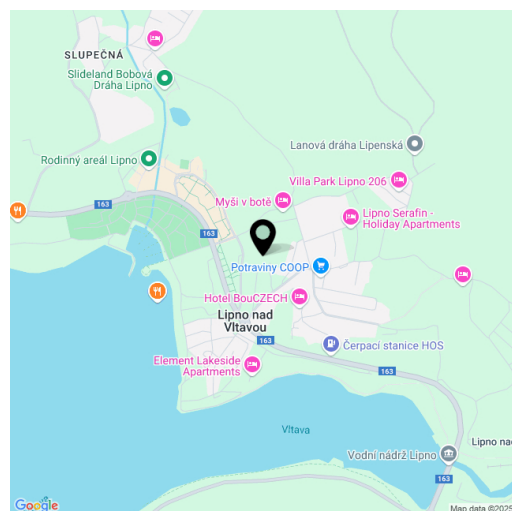 SLUPEČNÁ
Slideland Bobová
Dráha Lipno
Lanová dráha Lipenská
Rodinný areál Lipno
Villa Park Lipno 206
Myši v botě
163
Lipno Serafin -
Holiday Apartments
163
Potraviny COOP
Hotel BouCZECH
Lipno nad
Vltavou
163
Čerpací stanice HOS
Element Lakeside
Apartments
163
Vltava
Lipno nad
Vodní nádrž Lipno
163
Google
Map data ©2025